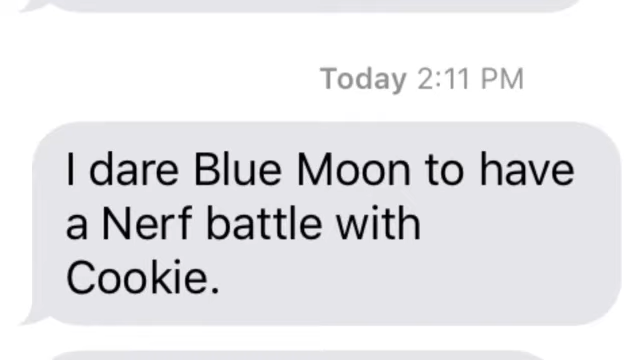 Today 2:11 PM
I dare Blue Moon to have
a Nerf battle with
Cookie.